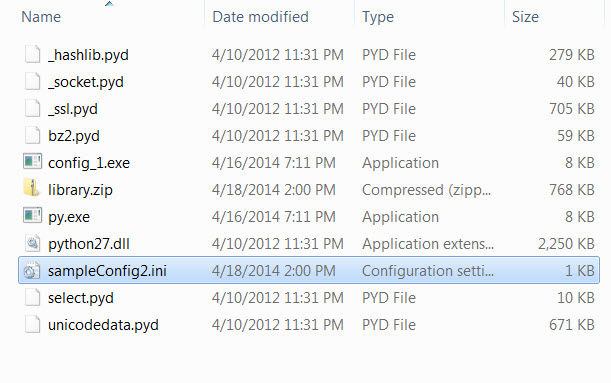 Name Date modified Type Size
_hashlib.pyd 4/10/2012 11:31 PM PYD File 279 KB
_socket.pyd 4/10/2012 11:31 PM PYD File 40 KB
_ssl.pyd 4/10/2012 11:31 PM PYD File 705 KB
bz2.pyd 4/10/2012 11:31 PM PYD File 59 KB
config_1.exe 4/16/2014 7:11 PM Application 8 KB
library.zip 4/18/2014 2:00 PM Compressed (zipp... 768 KB
py.exe 4/16/2014 7:11 PM Application 8 KB
python27.dll 4/10/2012 11:31 PM Application extens... 2,250 KB
sampleConfig2.ini 4/18/2014 2:00 PM Configuration setti... 1 KB
select.pyd 4/10/2012 11:31 PM PYD File 10 KB
unicodedata.pyd 4/10/2012 11:31 PM PYD File 671 KB